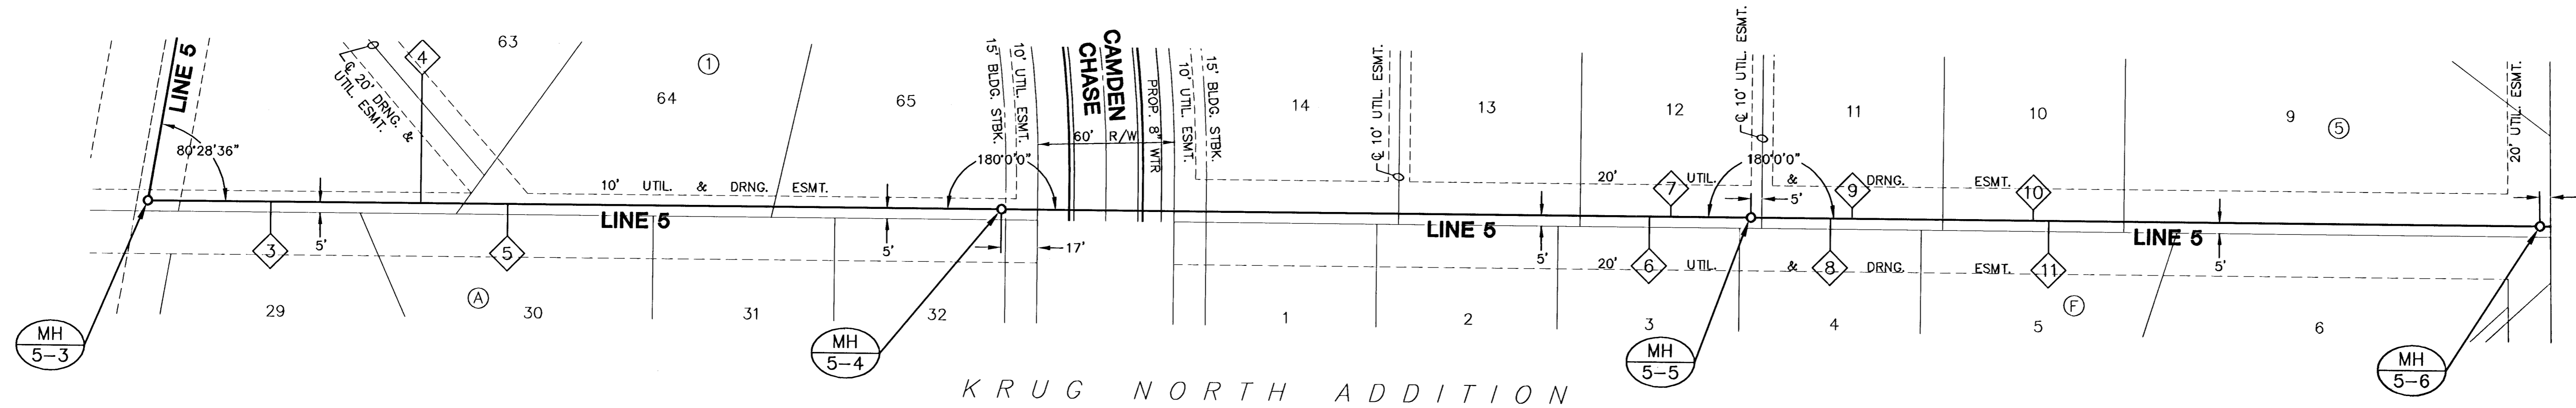 LINE 5
80°28'36"
℄ 20' DRNG. &
UTIL. ESMT.
4
63
1
64
65
15' BLDG. STBK.
10' UTIL. ESMT.
CAMDEN
CHASE
60' R/W
PROP. 8" WTR
10' UTIL. ESMT.
15' BLDG. STBK.
14
℄ 10' UTIL. ESMT.
13
12
℄ 10' UTIL. ESMT.
11
10
9
5
20' UTIL. ESMT.
10' UTIL. & DRNG. ESMT.
180°0'0"
20' UTIL. & DRNG. ESMT.
7
180°0'0"
9
10
5'
LINE 5
LINE 5
LINE 5
3
5'
5
5'
17'
5'
6
8
11
5'
20' UTIL. & DRNG. ESMT.
29
A
30
31
32
1
2
3
4
5
F
6
MH
5-3
MH
5-4
MH
5-5
MH
5-6
KRUG NORTH ADDITION